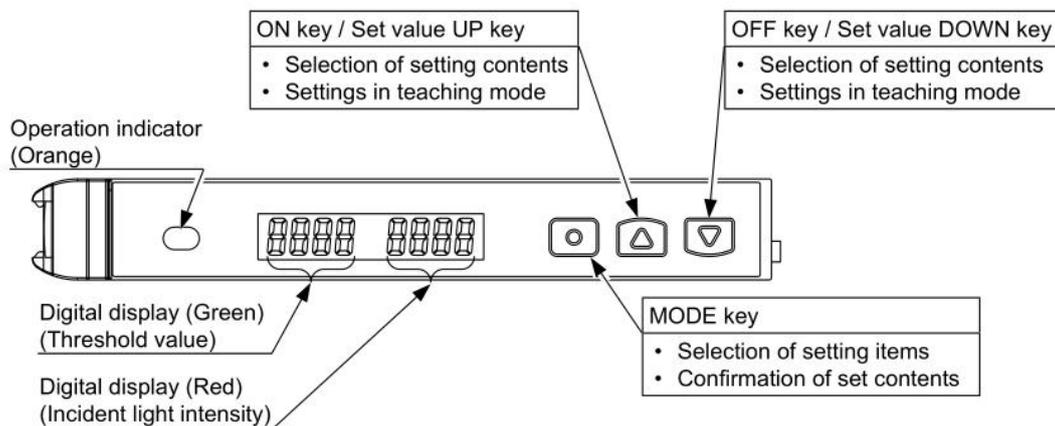 ON key / Set value UP key
• Selection of setting contents
• Settings in teaching mode
OFF key / Set value DOWN key
• Selection of setting contents
• Settings in teaching mode
Operation indicator
(Orange)
8888 8888
Digital display (Green)
(Threshold value)
Digital display (Red)
(Incident light intensity)
MODE key
• Selection of setting items
• Confirmation of set contents